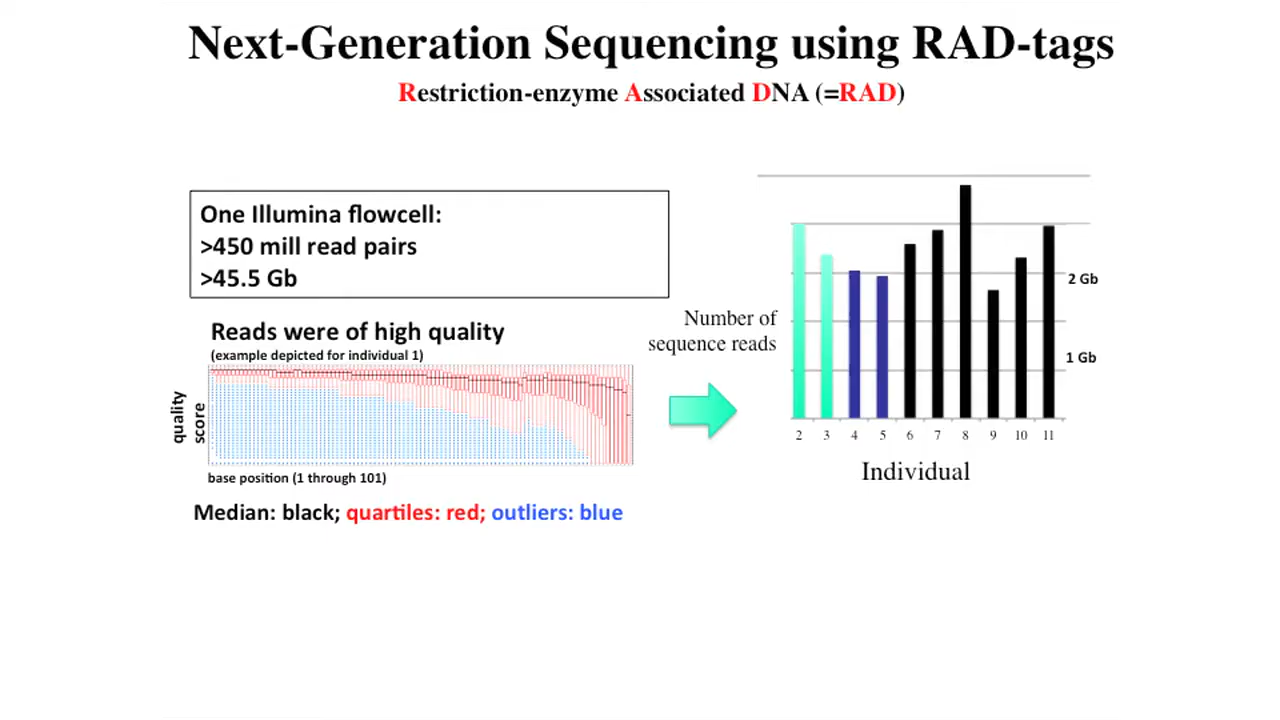 Next-Generation Sequencing using RAD-tags
Restriction-enzyme Associated DNA (=RAD)
One Illumina flowcell:
>450 mill read pairs
>45.5 Gb
Reads were of high quality
(example depicted for individual 1)
quality
score
base position (1 through 101)
Median: black; quartiles: red; outliers: blue
Number of
sequence reads
2 Gb
1 Gb
2 3 4 5 6 7 8 9 10 11
Individual